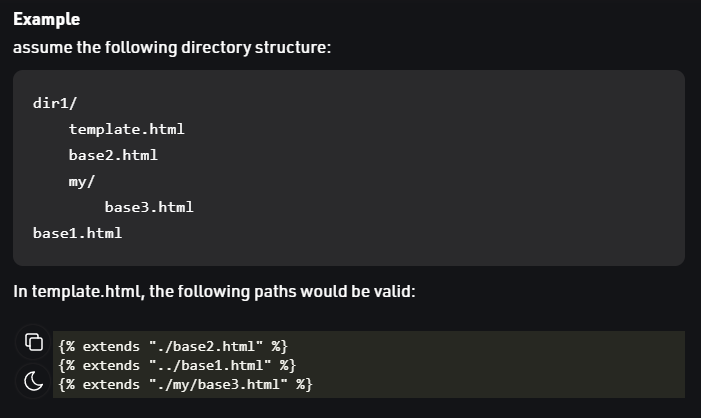 Example
assume the following directory structure:
dir1/
    template.html
    base2.html
    my/
        base3.html
base1.html
In template.html, the following paths would be valid:
{% extends "./base2.html" %}
{% extends "../base1.html" %}
{% extends "./my/base3.html" %}